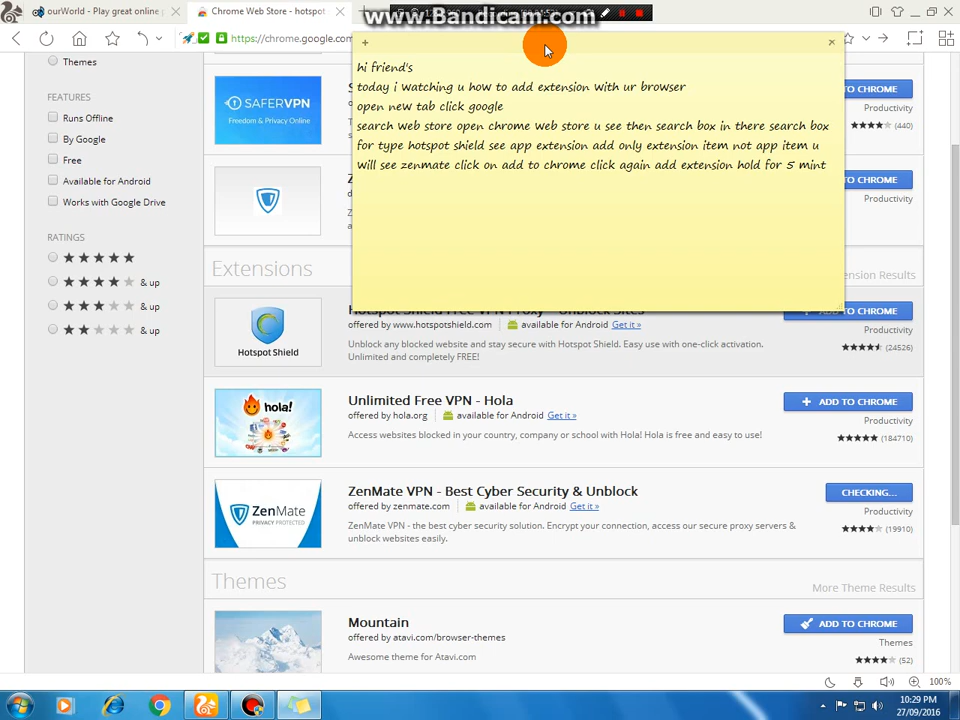 ourWorld - Play great online
Chrome Web Store - hotspot
www.Bandicam.com
https://chrome.google.com
hi friend's
today i watching u how to add extension with ur browser
open new tab click google
search web store open chrome web store u see then search box in there search box
for type hotspot shield see app extension add only extension item not app item u
will see zenmate click on add to chrome click again add extension hold for 5 mint
Themes
FEATURES
Runs Offline
By Google
Free
Available for Android
Works with Google Drive
RATINGS
& up
& up
& up
SAFERVPN
Freedom & Privacy Online
TO CHROME
Productivity
(440)
TO CHROME
Productivity
Extensions
Extension Results
Hotspot Shield
Hotspot Shield Free VPN Proxy - Unblock Sites
offered by www.hotspotshield.com available for Android Get it »
Unblock any blocked website and stay secure with Hotspot Shield. Easy use with one-click activation.
Unlimited and completely FREE!
ADD TO CHROME
Productivity
(24526)
hola!
Unlimited Free VPN - Hola
offered by hola.org available for Android Get it »
Access websites blocked in your country, company or school with Hola! Hola is free and easy to use!
ADD TO CHROME
Productivity
(184710)
ZenMate
PRIVACY PROTECTED
ZenMate VPN - Best Cyber Security & Unblock
offered by zenmate.com available for Android Get it »
ZenMate VPN - the best cyber security solution. Encrypt your connection, access our secure proxy servers &
unblock websites easily.
CHECKING...
Productivity
(19910)
Themes
More Theme Results
Mountain
offered by atavi.com/browser-themes
Awesome theme for Atavi.com
ADD TO CHROME
Themes
(52)
100%
10:29 PM
27/09/2016